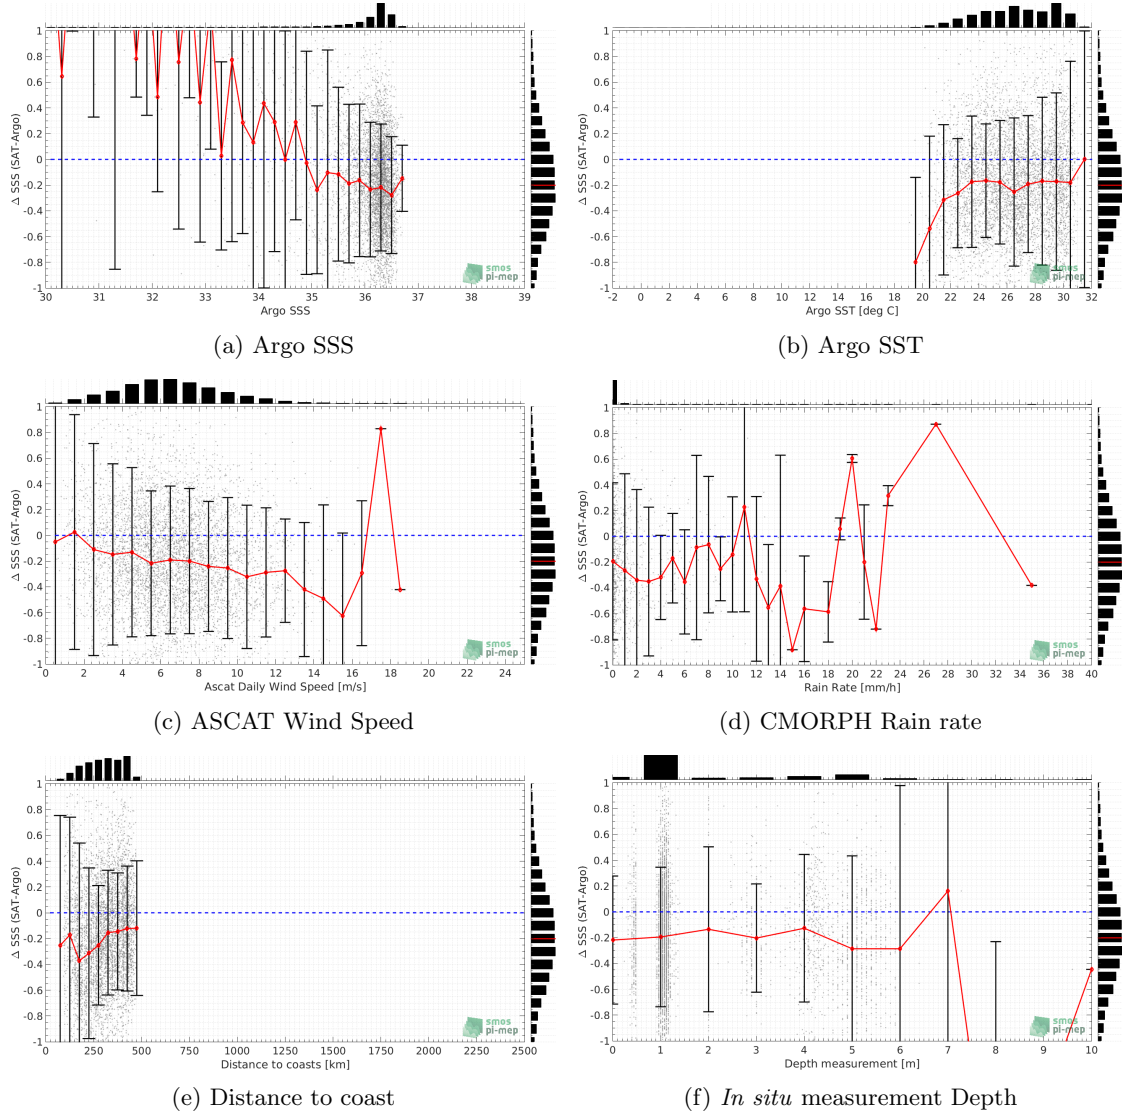 Δ SSS (SAT-Argo)
1
0.8
0.6
0.4
0.2
0
-0.2
-0.4
-0.6
-0.8
-1
30 31 32 33 34 35 36 37 38 39
Argo SSS
smos
pi-mep
(a) Argo SSS
Δ SSS (SAT-Argo)
1
0.8
0.6
0.4
0.2
0
-0.2
-0.4
-0.6
-0.8
-1
-2 0 2 4 6 8 10 12 14 16 18 20 22 24 26 28 30 32
Argo SST [deg C]
smos
pi-mep
(b) Argo SST
Δ SSS (SAT-Argo)
1
0.8
0.6
0.4
0.2
0
-0.2
-0.4
-0.6
-0.8
-1
0 2 4 6 8 10 12 14 16 18 20 22 24
Ascat Daily Wind Speed [m/s]
smos
pi-mep
(c) ASCAT Wind Speed
Δ SSS (SAT-Argo)
1
0.8
0.6
0.4
0.2
0
-0.2
-0.4
-0.6
-0.8
-1
0 2 4 6 8 10 12 14 16 18 20 22 24 26 28 30 32 34 36 38 40
Rain Rate [mm/h]
smos
pi-mep
(d) CMORPH Rain rate
Δ SSS (SAT-Argo)
1
0.8
0.6
0.4
0.2
0
-0.2
-0.4
-0.6
-0.8
-1
0 250 500 750 1000 1250 1500 1750 2000 2250 2500
Distance to coasts [km]
smos
pi-mep
(e) Distance to coast
Δ SSS (SAT-Argo)
1
0.8
0.6
0.4
0.2
0
-0.2
-0.4
-0.6
-0.8
-1
0 1 2 3 4 5 6 7 8 9 10
Depth measurement [m]
smos
pi-mep
(f) In situ measurement Depth